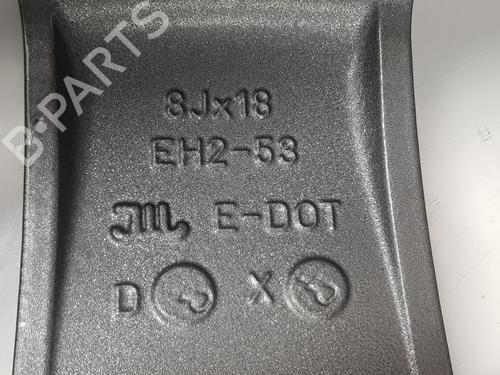 B-PARTS
8Jx18
EH2-53
E-DOT
D X